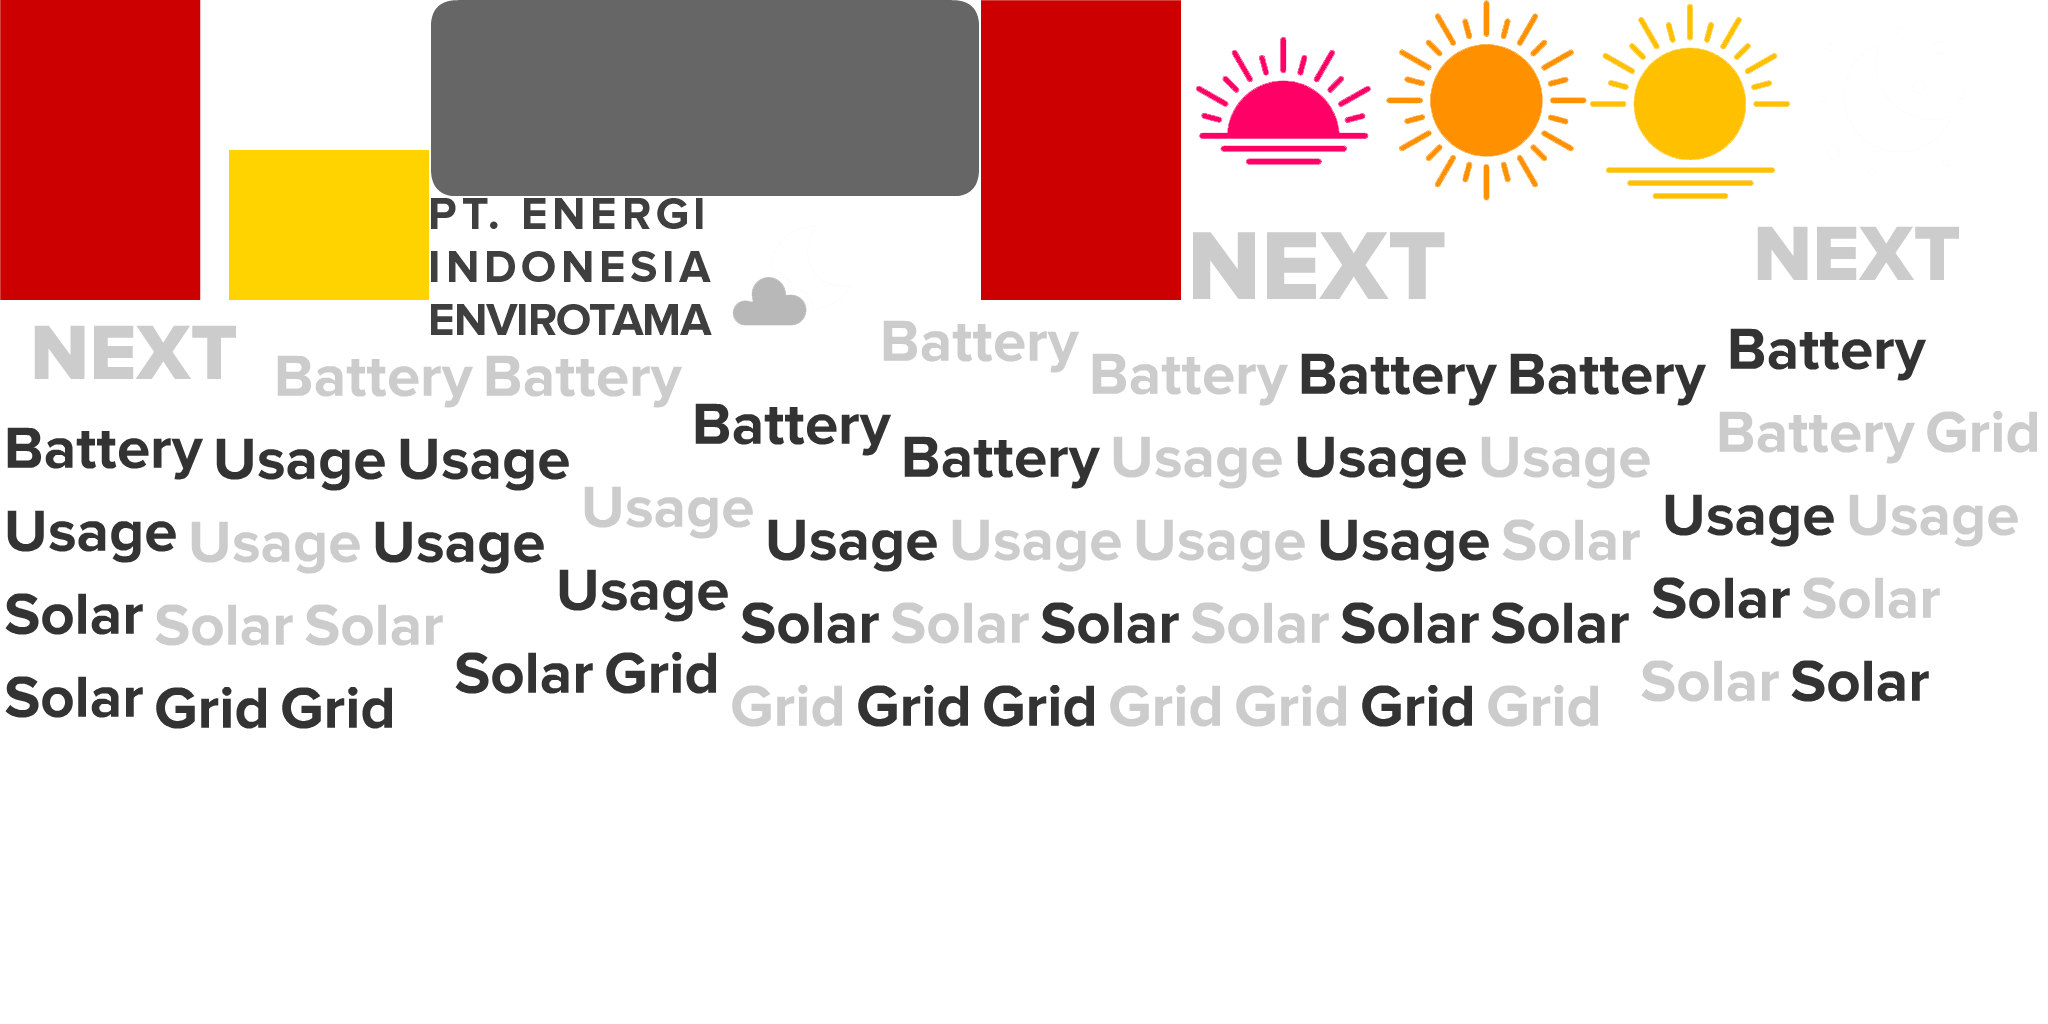 PT. ENERGI
INDONESIA
ENVIROTAMA
NEXT
NEXT
NEXT
Battery Battery
Battery
Battery Battery Battery
Battery
Battery Usage Usage
Battery
Battery Usage Usage Usage
Battery Grid
Usage Usage Usage
Usage
Usage Usage Usage Usage Solar
Usage Usage
Solar Solar Solar
Usage
Solar Solar Solar Solar Solar Solar
Solar Solar
Solar Grid Grid
Solar Grid
Grid Grid Grid Grid Grid Grid Grid
Solar Solar